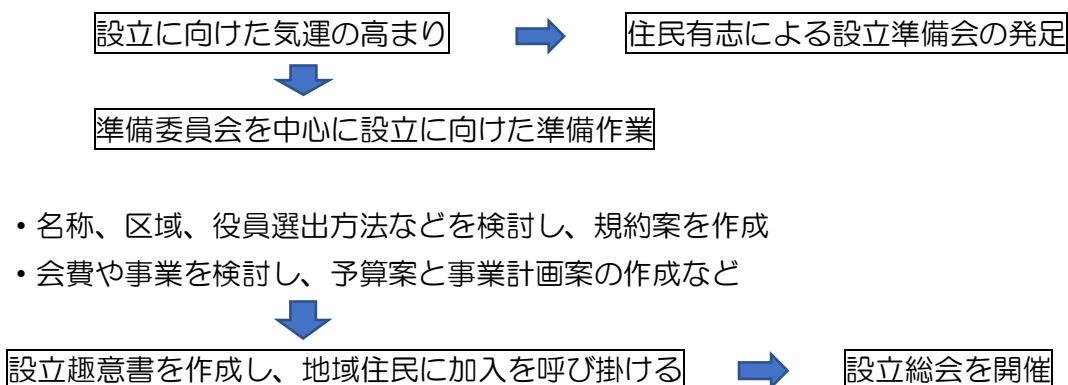 設立に向けた気運の高まり
住民有志による設立準備会の発足
準備委員会を中心に設立に向けた準備作業
・名称、区域、役員選出方法などを検討し、規約案を作成
・会費や事業を検討し、予算案と事業計画案の作成など
設立趣意書を作成し、地域住民に加入を呼び掛ける
設立総会を開催